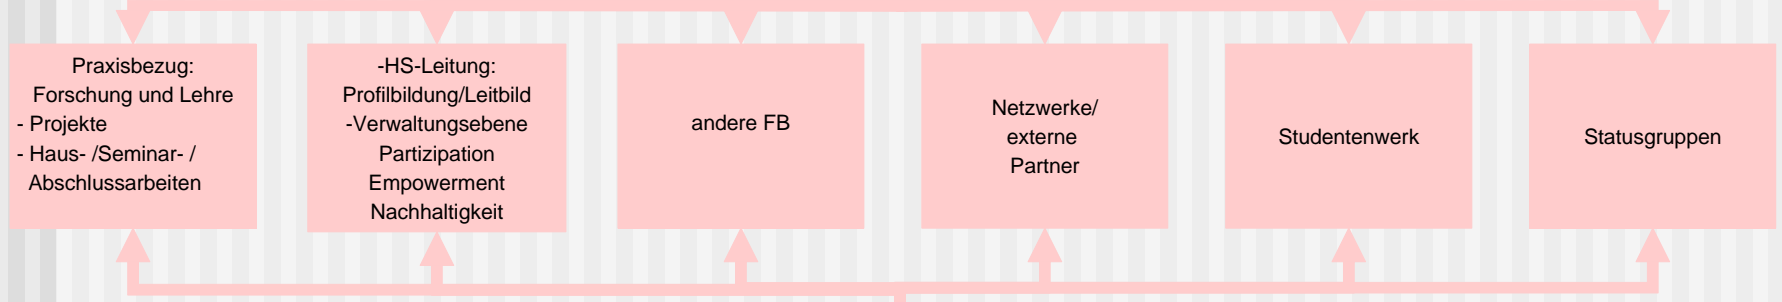 Praxisbezug:
Forschung und Lehre
- Projekte
- Haus- /Seminar- /
Abschlussarbeiten
-HS-Leitung:
Profilbildung/Leitbild
-Verwaltungsebene
Partizipation
Empowerment
Nachhaltigkeit
andere FB
Netzwerke/
externe
Partner
Studentenwerk
Statusgruppen